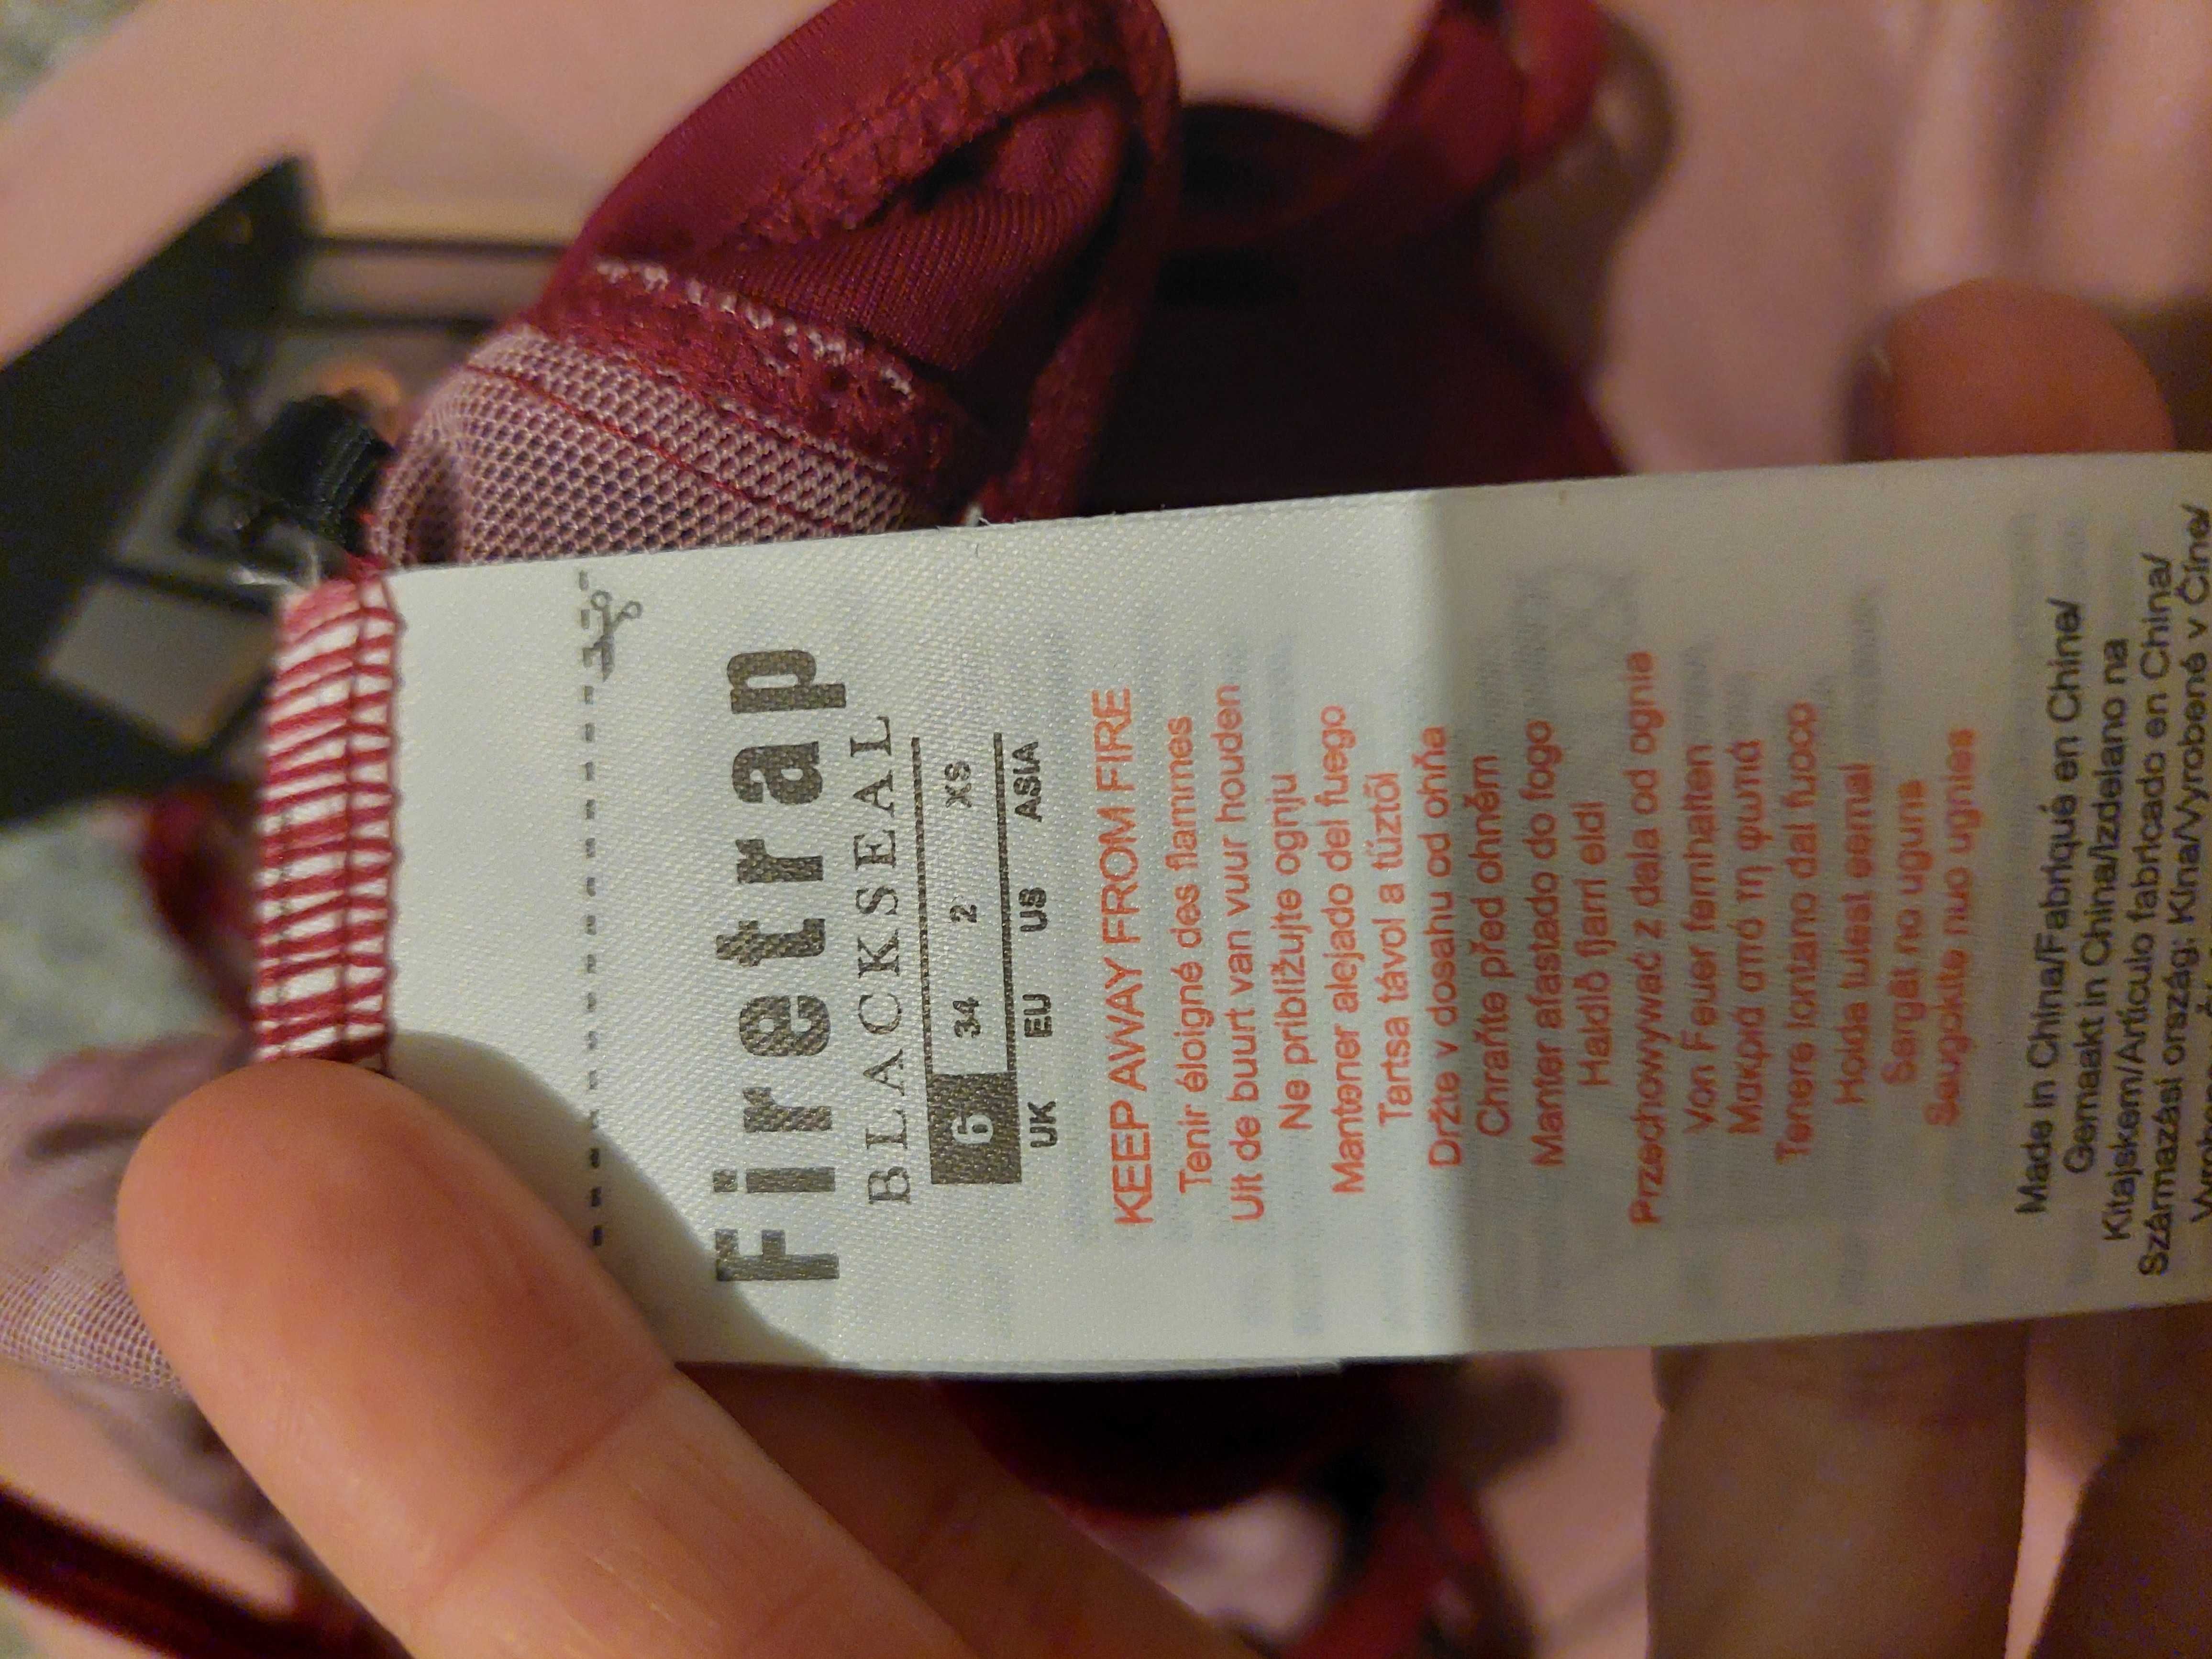 Firetrap
BLACKSEAL
6 34 2 XS
UK EU US ASIA
KEEP AWAY FROM FIRE
Tenir éloigné des flammes
Uit de buurt van vuur houden
Ne približujte ognju
Mantener alejado del fuego
Tartsa távol a tűztől
Držte v dosahu od ohňa
Chraňte před ohněm
Manter afastado do fogo
Haldið fjarri eldi
Przechowywać z dala od ognia
Von Feuer fernhalten
Μακριά από τη φωτιά
Tenere lontano dal fuoco
Hoida tulest eemal
Sargāt no uguns
Saugokite nuo ugnies
Made in China/Fabriqué en Chine/
Gemaakt in China/Izdelano na
Kitajskem/Artículo fabricado en China/
Származási ország: Kína/Vyrobené v Číne/